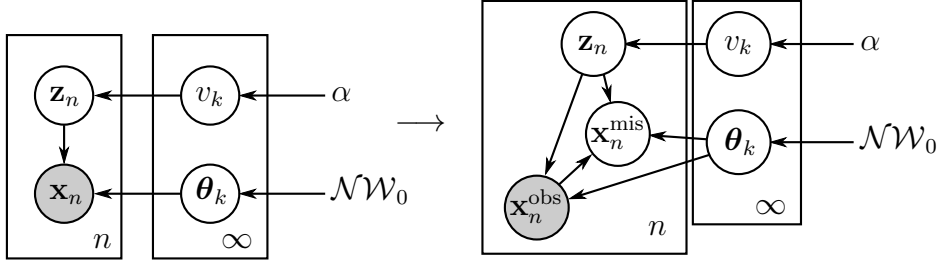 z_n v_k α
x_n θ_k 𝒩𝒲_0
n ∞
⟶
z_n v_k α
x_n^mis θ_k 𝒩𝒲_0
x_n^obs
n ∞